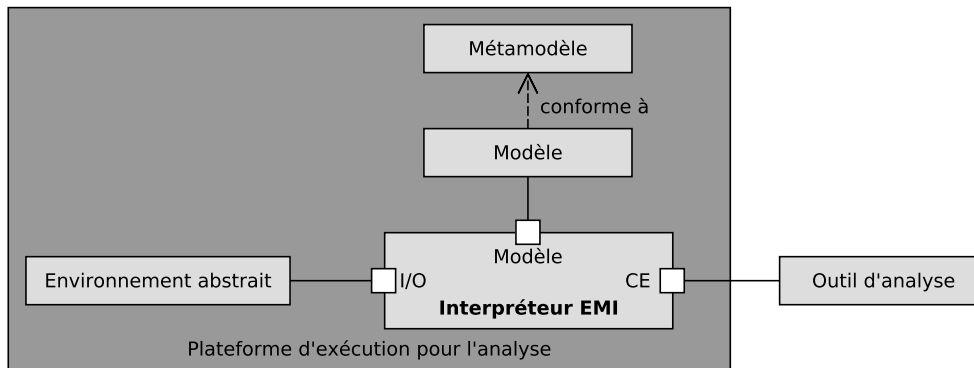 Métamodèle
conforme à
Modèle
Modèle
Environnement abstrait
I/O
CE
Outil d'analyse
Interpréteur EMI
Plateforme d'exécution pour l'analyse